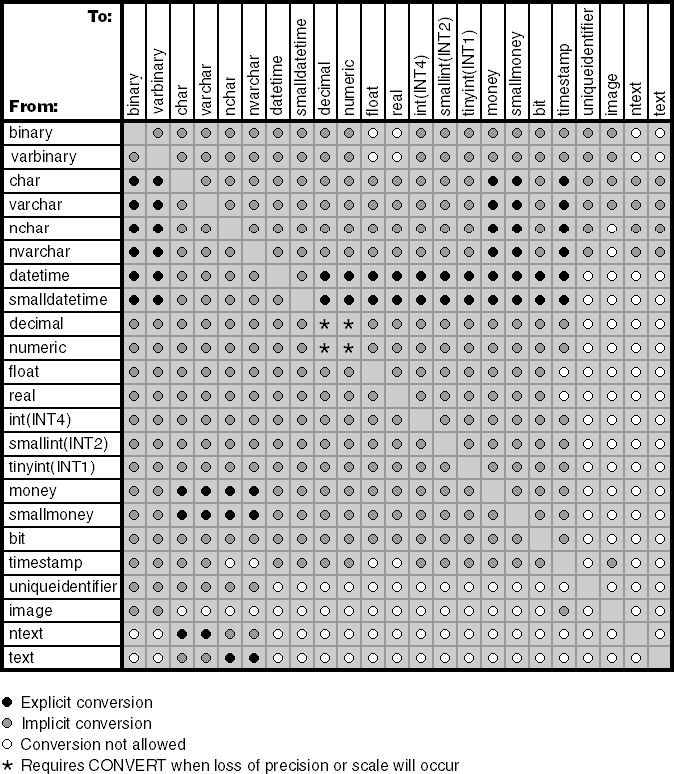 To:
From:
binary
varbinary
char
varchar
nchar
nvarchar
datetime
smalldatetime
decimal
numeric
float
real
int(INT4)
smallint(INT2)
tinyint(INT1)
money
smallmoney
bit
timestamp
uniqueidentifier
image
ntext
text
binary
varbinary
char
varchar
nchar
nvarchar
datetime
smalldatetime
decimal
* *
numeric
* *
float
real
int(INT4)
smallint(INT2)
tinyint(INT1)
money
smallmoney
bit
timestamp
uniqueidentifier
image
ntext
text
Explicit conversion
Implicit conversion
Conversion not allowed
* Requires CONVERT when loss of precision or scale will occur